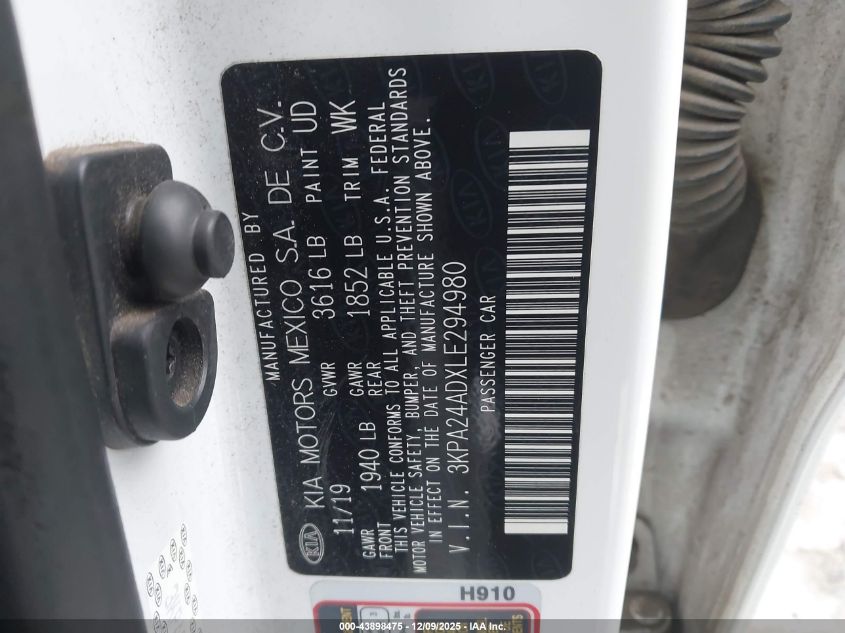 MANUFACTURED BY
KIA KIA MOTORS MEXICO S.A. DE C.V.
11/19 GVWR 3616 LB PAINT UD
GAWR FRONT 1940 LB GAWR REAR 1852 LB TRIM WK
THIS VEHICLE CONFORMS TO ALL APPLICABLE U.S.A. FEDERAL
MOTOR VEHICLE SAFETY, BUMPER, AND THEFT PREVENTION STANDARDS
IN EFFECT ON THE DATE OF MANUFACTURE SHOWN ABOVE.
V.I.N. 3KPA24ADXLE294980
PASSENGER CAR
H910
000-43898475 - 12/09/2025 - IAA Inc.